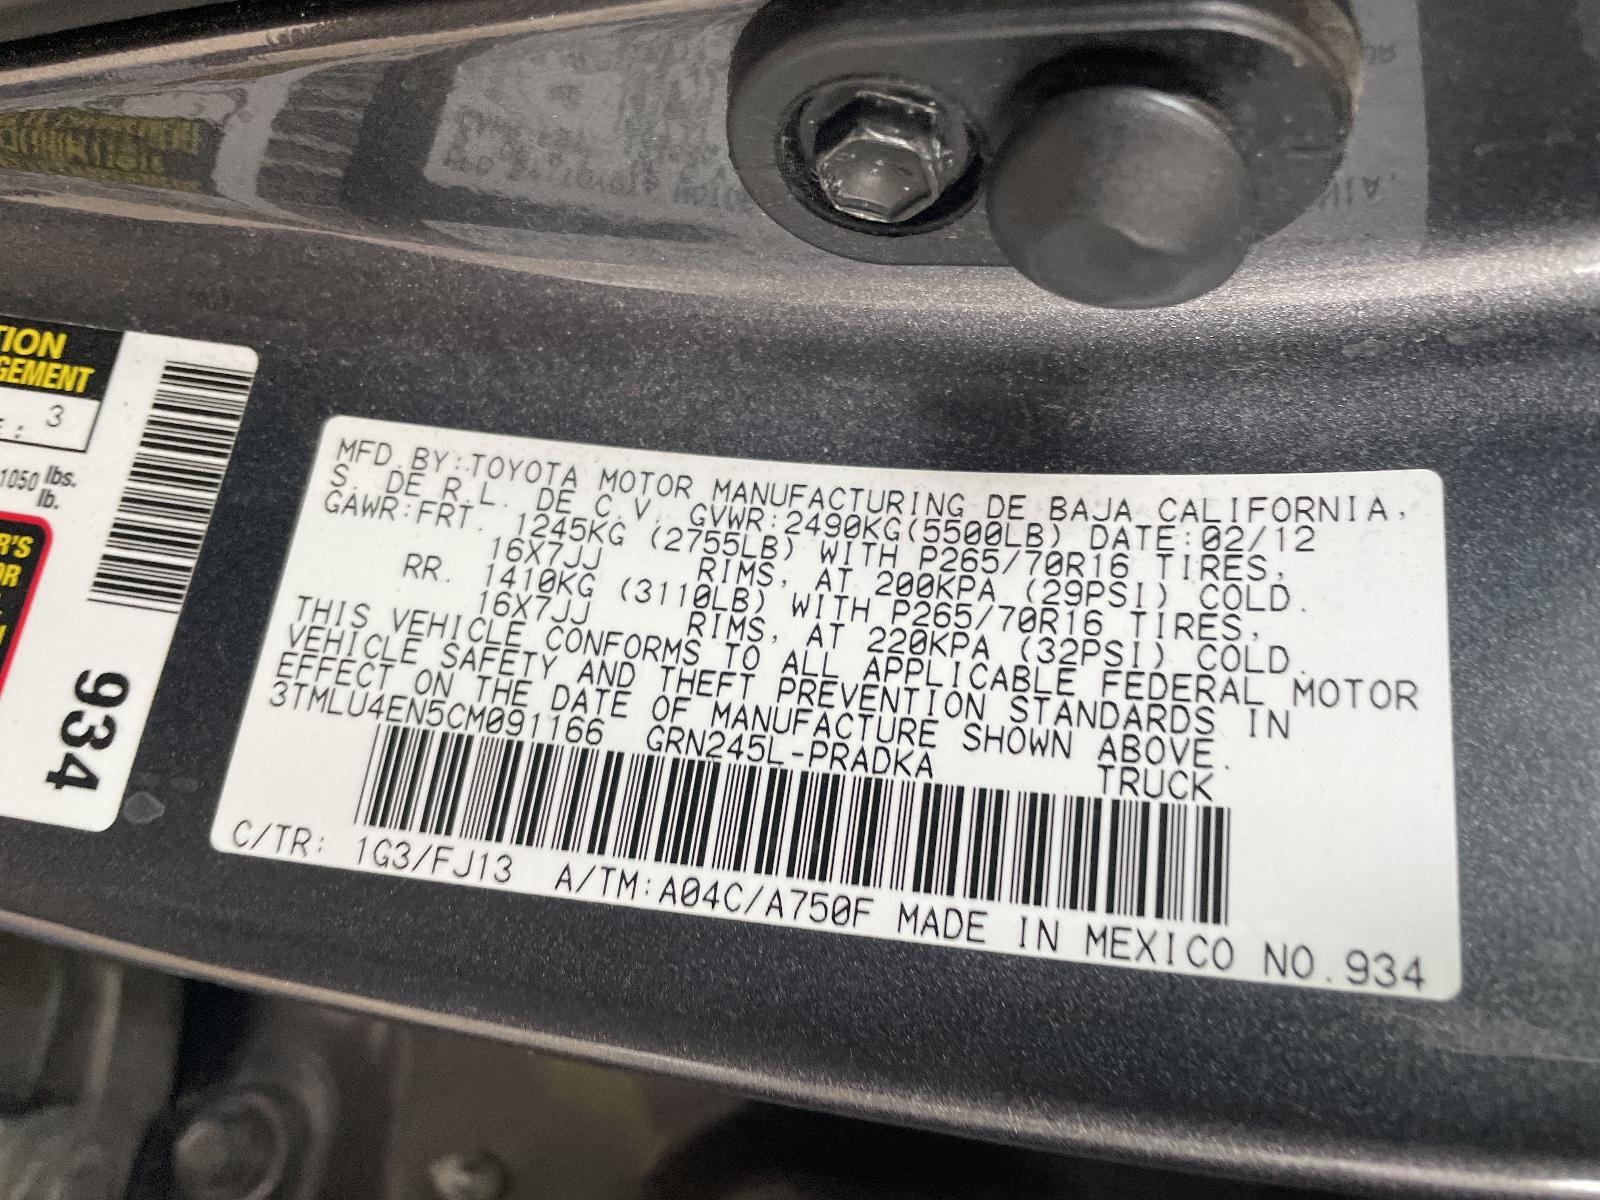 TION
GEMENT
: 3
1050 lbs.
lb.
R'S
OR
934
MFD.BY:TOYOTA MOTOR MANUFACTURING DE BAJA CALIFORNIA,
S. DE R.L. DE C.V. GVWR:2490KG(5500LB) DATE:02/12
GAWR:FRT. 1245KG (2755LB) WITH P265/70R16 TIRES,
16X7JJ RIMS, AT 200KPA (29PSI) COLD.
RR. 1410KG (3110LB) WITH P265/70R16 TIRES,
16X7JJ RIMS, AT 220KPA (32PSI) COLD.
THIS VEHICLE CONFORMS TO ALL APPLICABLE FEDERAL MOTOR
VEHICLE SAFETY AND THEFT PREVENTION STANDARDS IN
EFFECT ON THE DATE OF MANUFACTURE SHOWN ABOVE.
3TMLU4EN5CM091166 GRN245L-PRADKA TRUCK
C/TR: 1G3/FJ13 A/TM:A04C/A750F MADE IN MEXICO NO.934